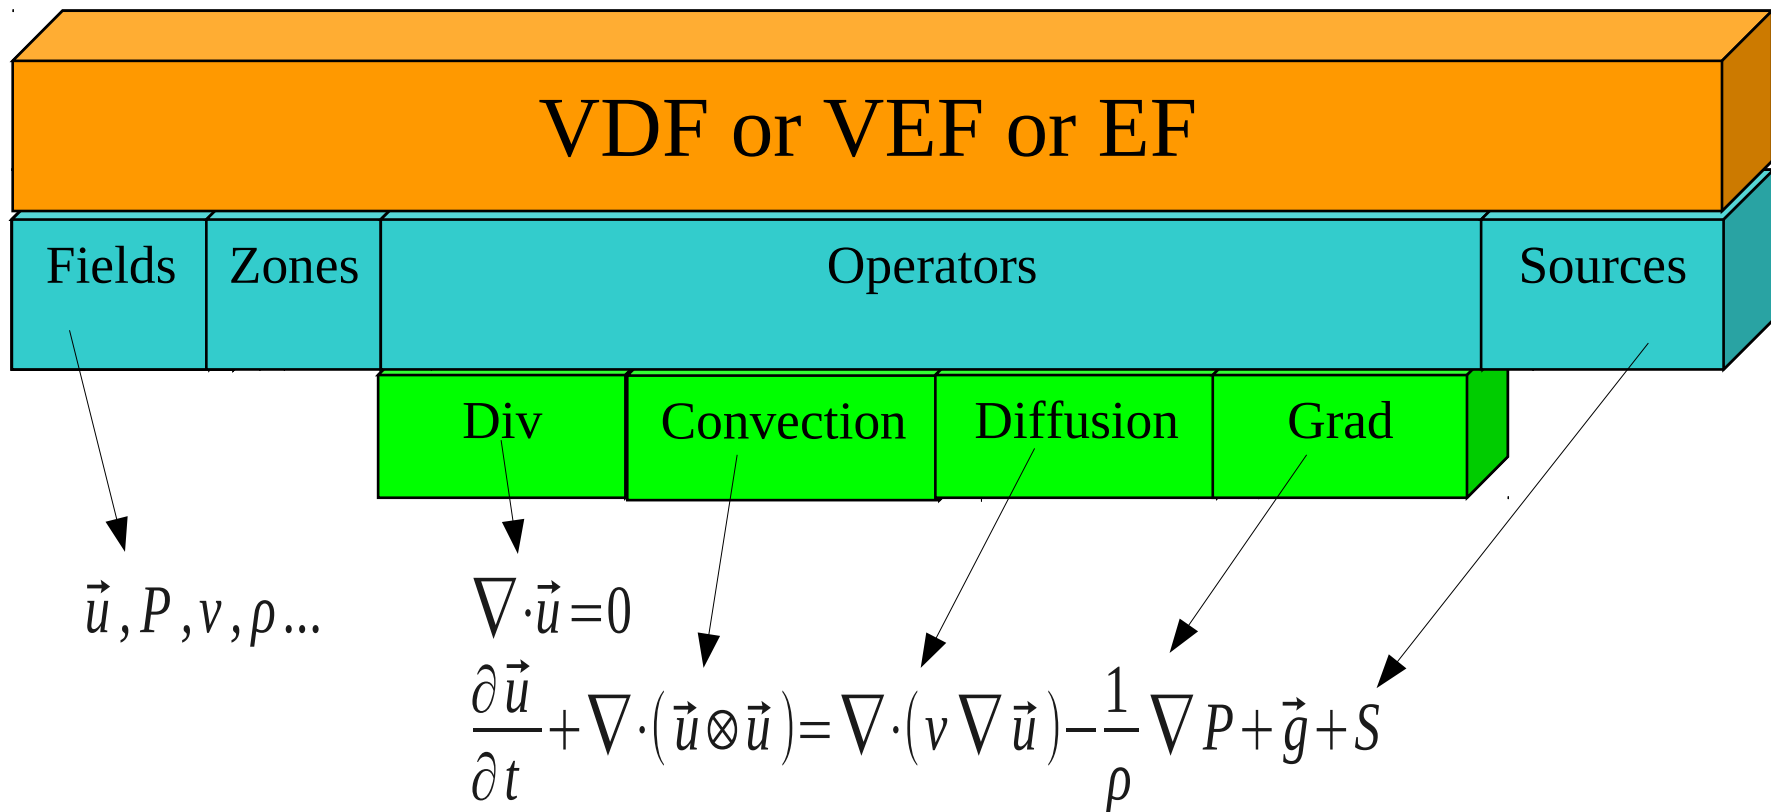 VDF or VEF or EF
Fields Zones Operators Sources
Div Convection Diffusion Grad
u⃗, P, ν, ρ...
∇·u⃗=0
∂u⃗/∂t+∇·(u⃗⊗u⃗)=∇·(ν∇u⃗)−1/ρ∇P+g⃗+S